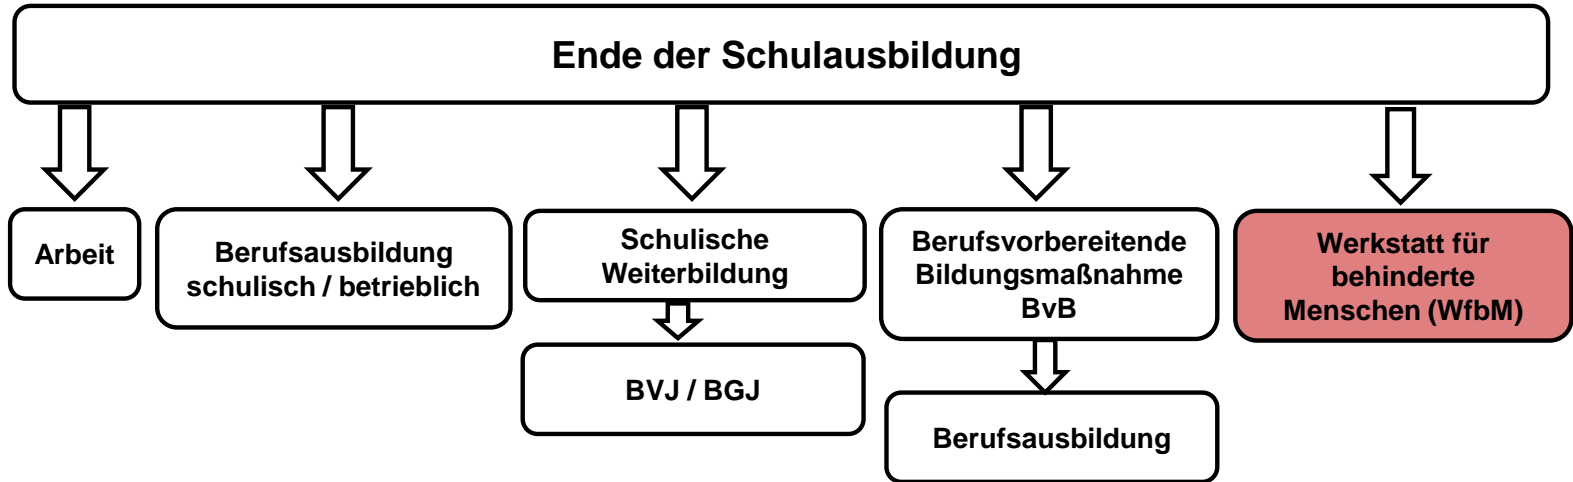 Ende der Schulausbildung
Arbeit
Berufsausbildung
schulisch / betrieblich
Schulische
Weiterbildung
Berufsvorbereitende
Bildungsmaßnahme
BvB
Werkstatt für
behinderte
Menschen (WfbM)
BVJ / BGJ
Berufsausbildung